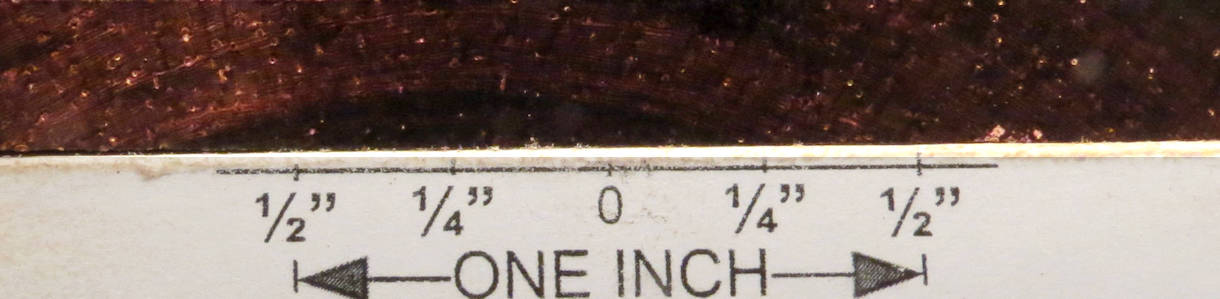 1/2” 1/4” 0 1/4” 1/2”
ONE INCH